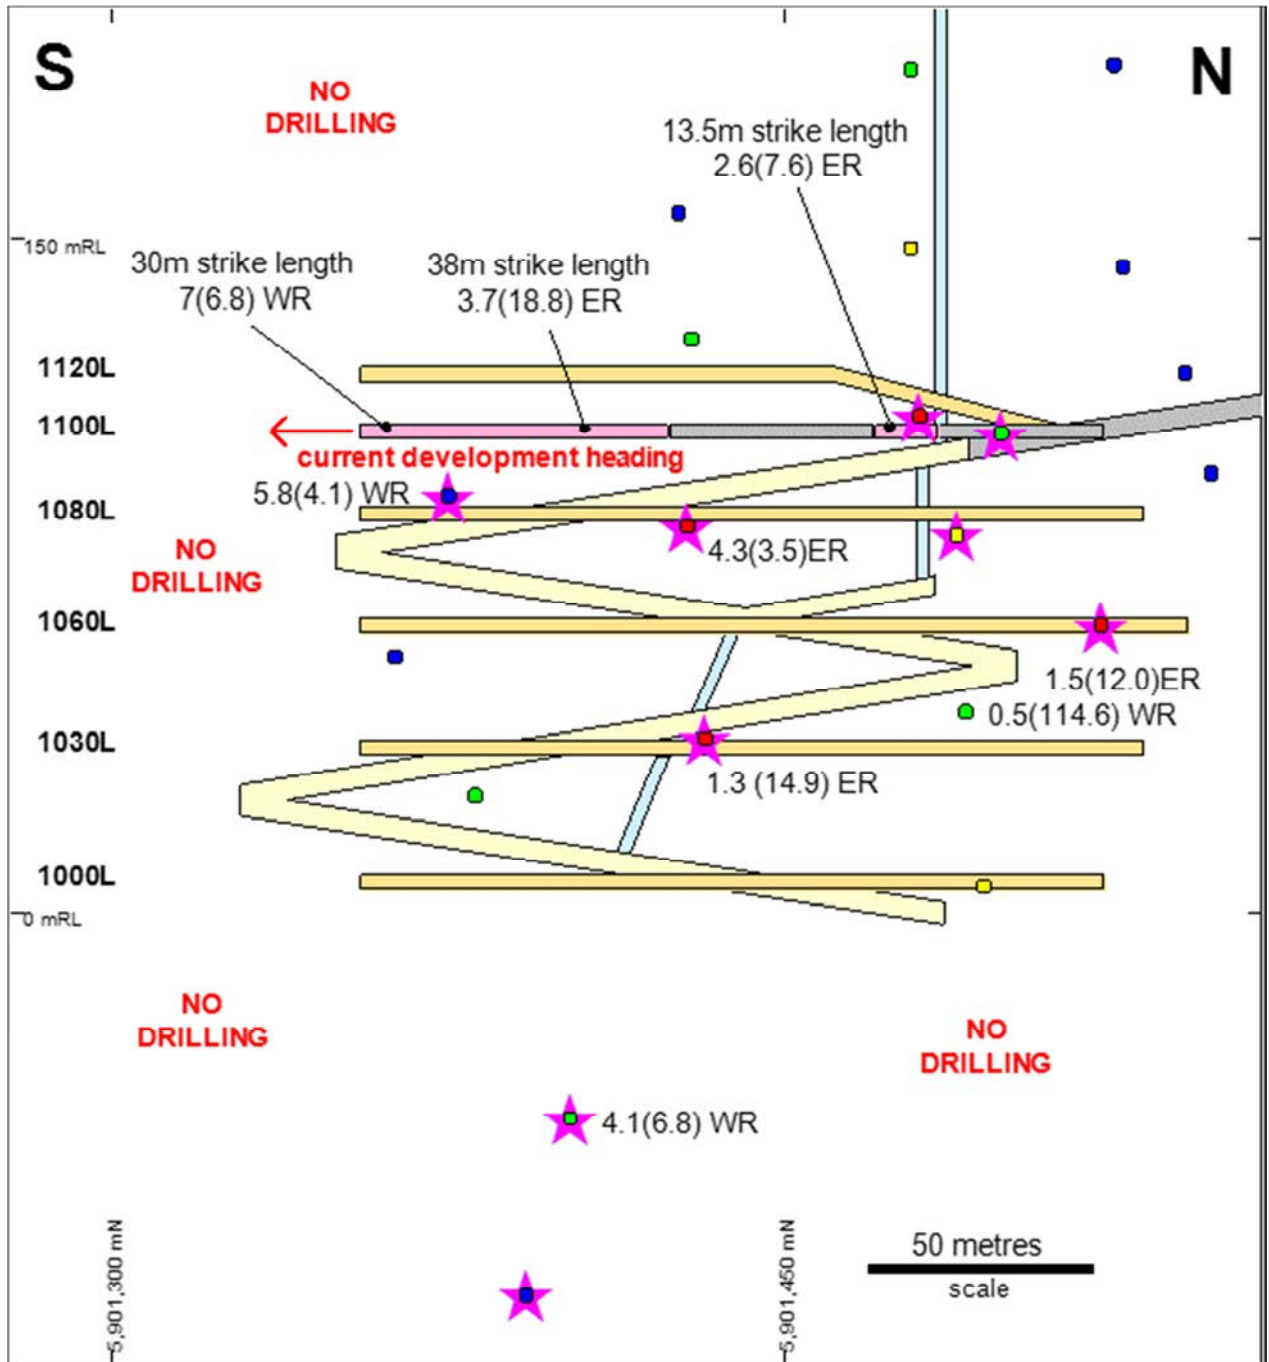 S
N
NO
DRILLING
13.5m strike length
2.6(7.6) ER
150 mRL
30m strike length
7(6.8) WR
38m strike length
3.7(18.8) ER
1120L
1100L
current development heading
5.8(4.1) WR
1080L
4.3(3.5)ER
NO
DRILLING
1060L
1.5(12.0)ER
0.5(114.6) WR
1030L
1.3 (14.9) ER
1000L
0 mRL
NO
DRILLING
NO
DRILLING
4.1(6.8) WR
5,901,300 mN
5,901,450 mN
50 metres
scale